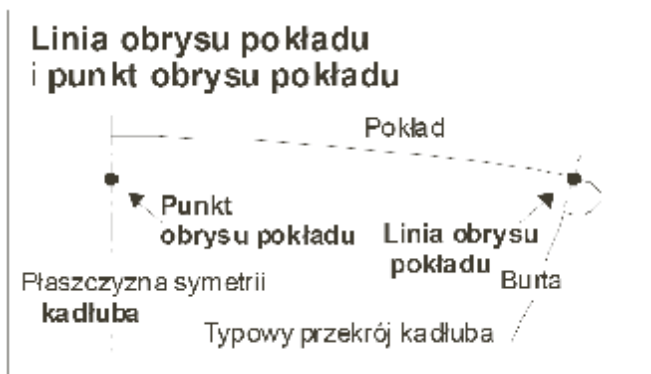 Linia obrysu pokładu
i punkt obrysu pokładu
Pokład
Punkt
obrysu pokładu
Linia obrysu
pokładu
Burta
Płaszczyzna symetrii
kadłuba
Typowy przekrój kadłuba